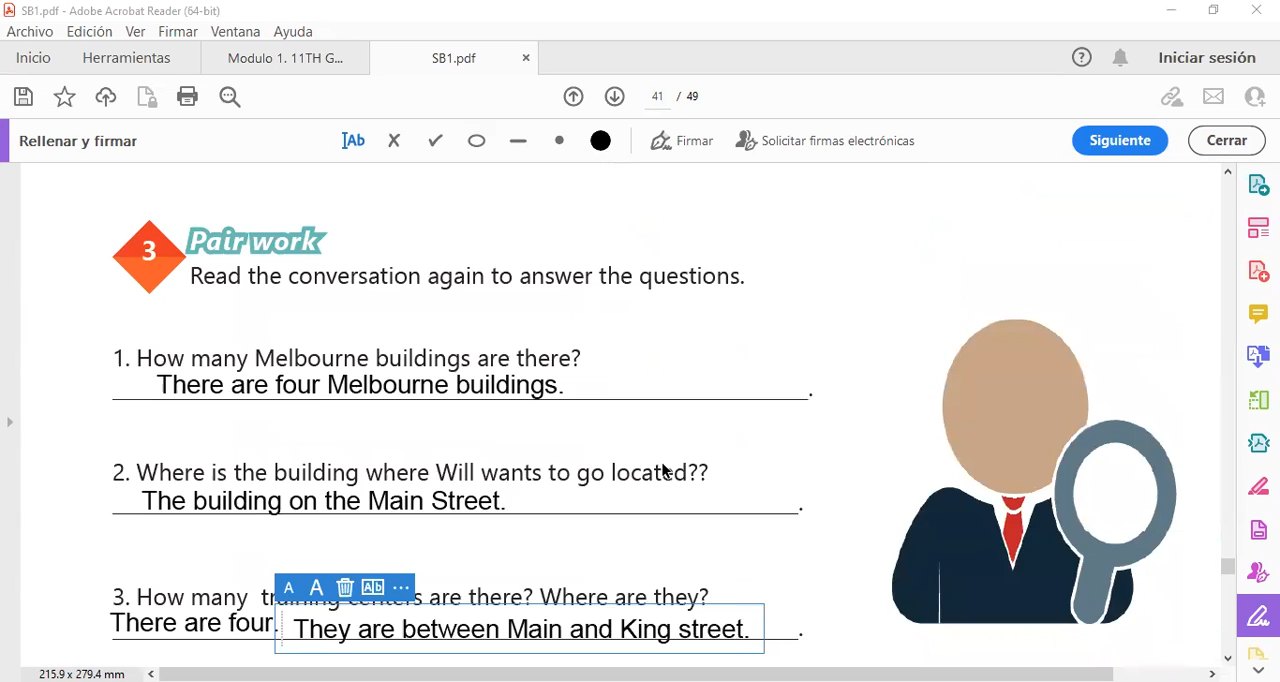 SB1.pdf - Adobe Acrobat Reader (64-bit)
Archivo Edición Ver Firmar Ventana Ayuda
Inicio Herramientas Modulo 1. 11TH G... SB1.pdf × Iniciar sesión
41 / 49
Rellenar y firmar Ab Firmar Solicitar firmas electrónicas Siguiente Cerrar
3 Pair work
Read the conversation again to answer the questions.
1. How many Melbourne buildings are there?
There are four Melbourne buildings. .
2. Where is the building where Will wants to go located??
The building on the Main Street. .
A A AB ...
3. How many training centers are there? Where are they?
There are four. They are between Main and King street. .
215.9 x 279.4 mm